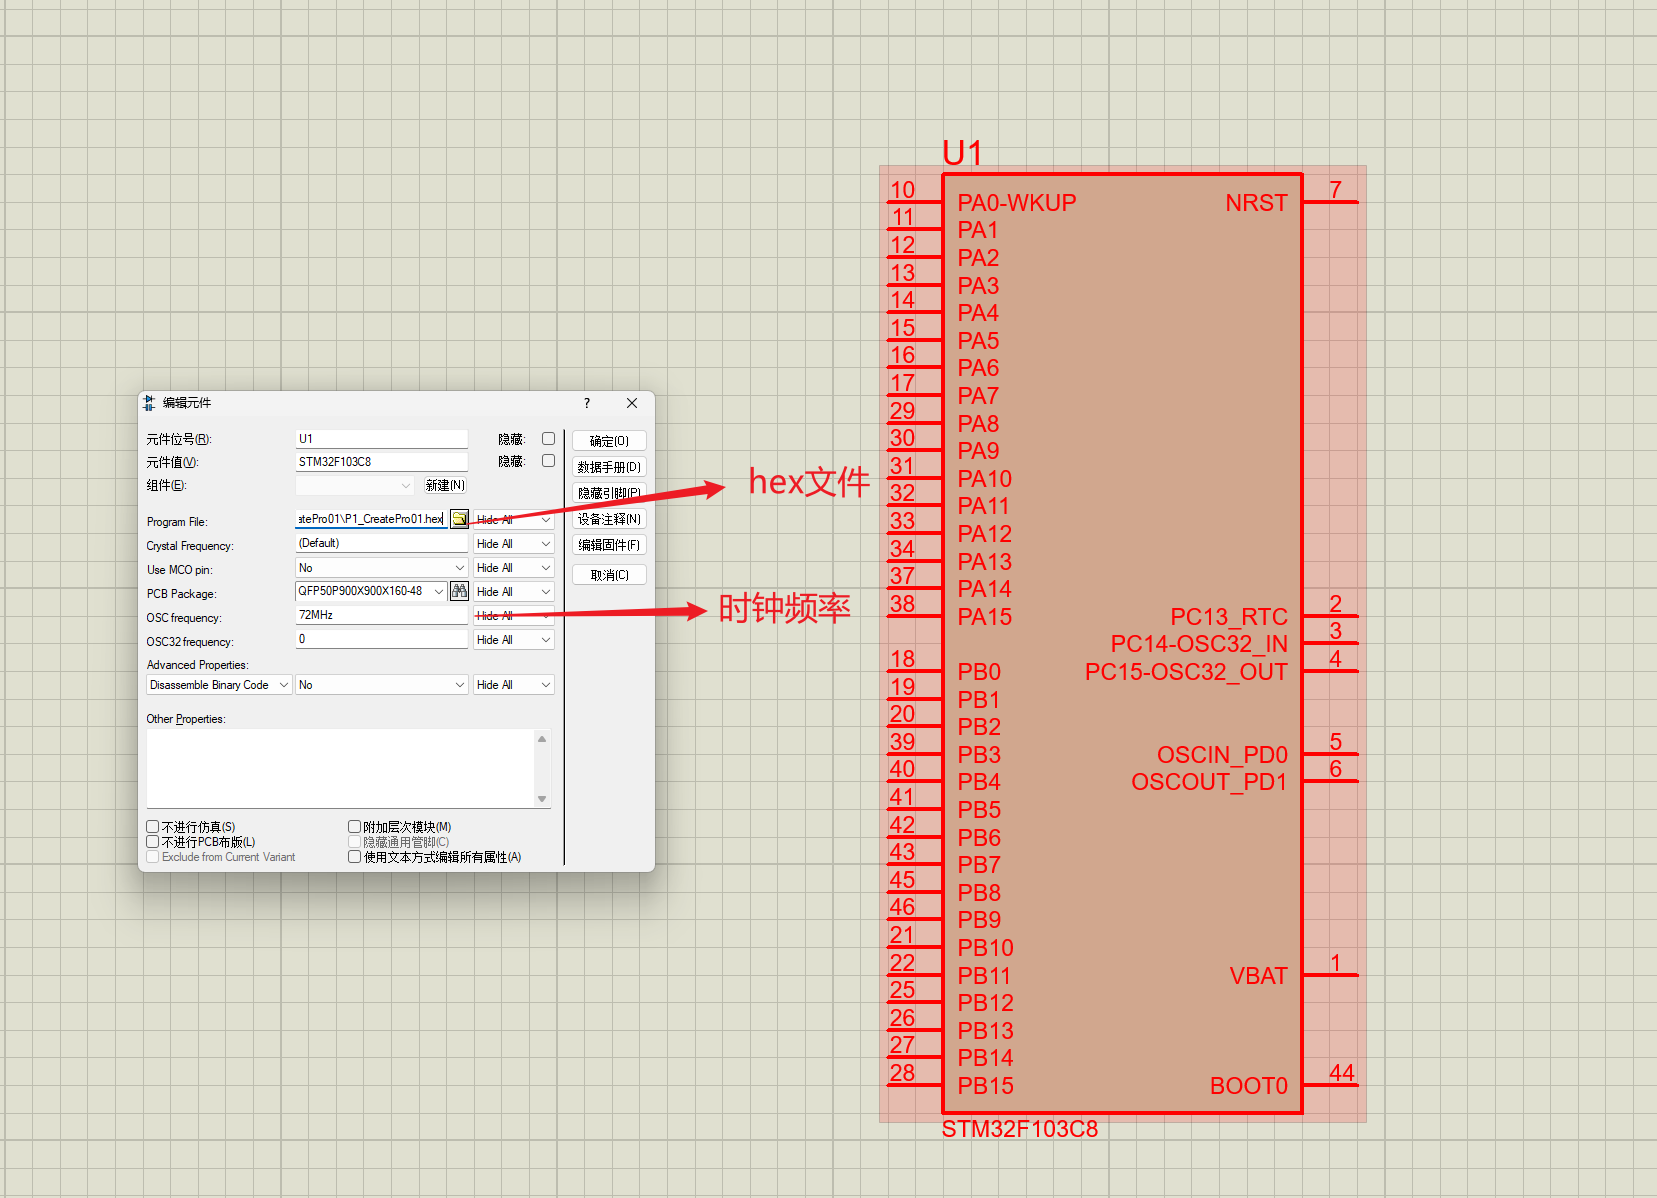 编辑元件
?
元件位号(R):
U1
隐藏:
确定(O)
元件值(V):
STM32F103C8
隐藏:
数据手册(D)
组件(E):
新建(N)
隐藏引脚(P)
Program File:
atePro01\P1_CreatePro01.hex
Hide All
设备注释(N)
Crystal Frequency:
(Default)
Hide All
编辑固件(F)
Use MCO pin:
No
Hide All
取消(C)
PCB Package:
QFP50P900X900X160-48
Hide All
OSC frequency:
72MHz
Hide All
OSC32 frequency:
0
Hide All
Advanced Properties:
Disassemble Binary Code
No
Hide All
Other Properties:
不进行仿真(S)
附加层次模块(M)
不进行PCB布版(L)
隐藏通用管脚(C)
Exclude from Current Variant
使用文本方式编辑所有属性(A)
hex文件
时钟频率
U1
10 PA0-WKUP
11 PA1
12 PA2
13 PA3
14 PA4
15 PA5
16 PA6
17 PA7
29 PA8
30 PA9
31 PA10
32 PA11
33 PA12
34 PA13
37 PA14
38 PA15
18 PB0
19 PB1
20 PB2
39 PB3
40 PB4
41 PB5
42 PB6
43 PB7
45 PB8
46 PB9
21 PB10
22 PB11
25 PB12
26 PB13
27 PB14
28 PB15
NRST 7
PC13_RTC 2
PC14-OSC32_IN 3
PC15-OSC32_OUT 4
OSCIN_PD0 5
OSCOUT_PD1 6
VBAT 1
BOOT0 44
STM32F103C8